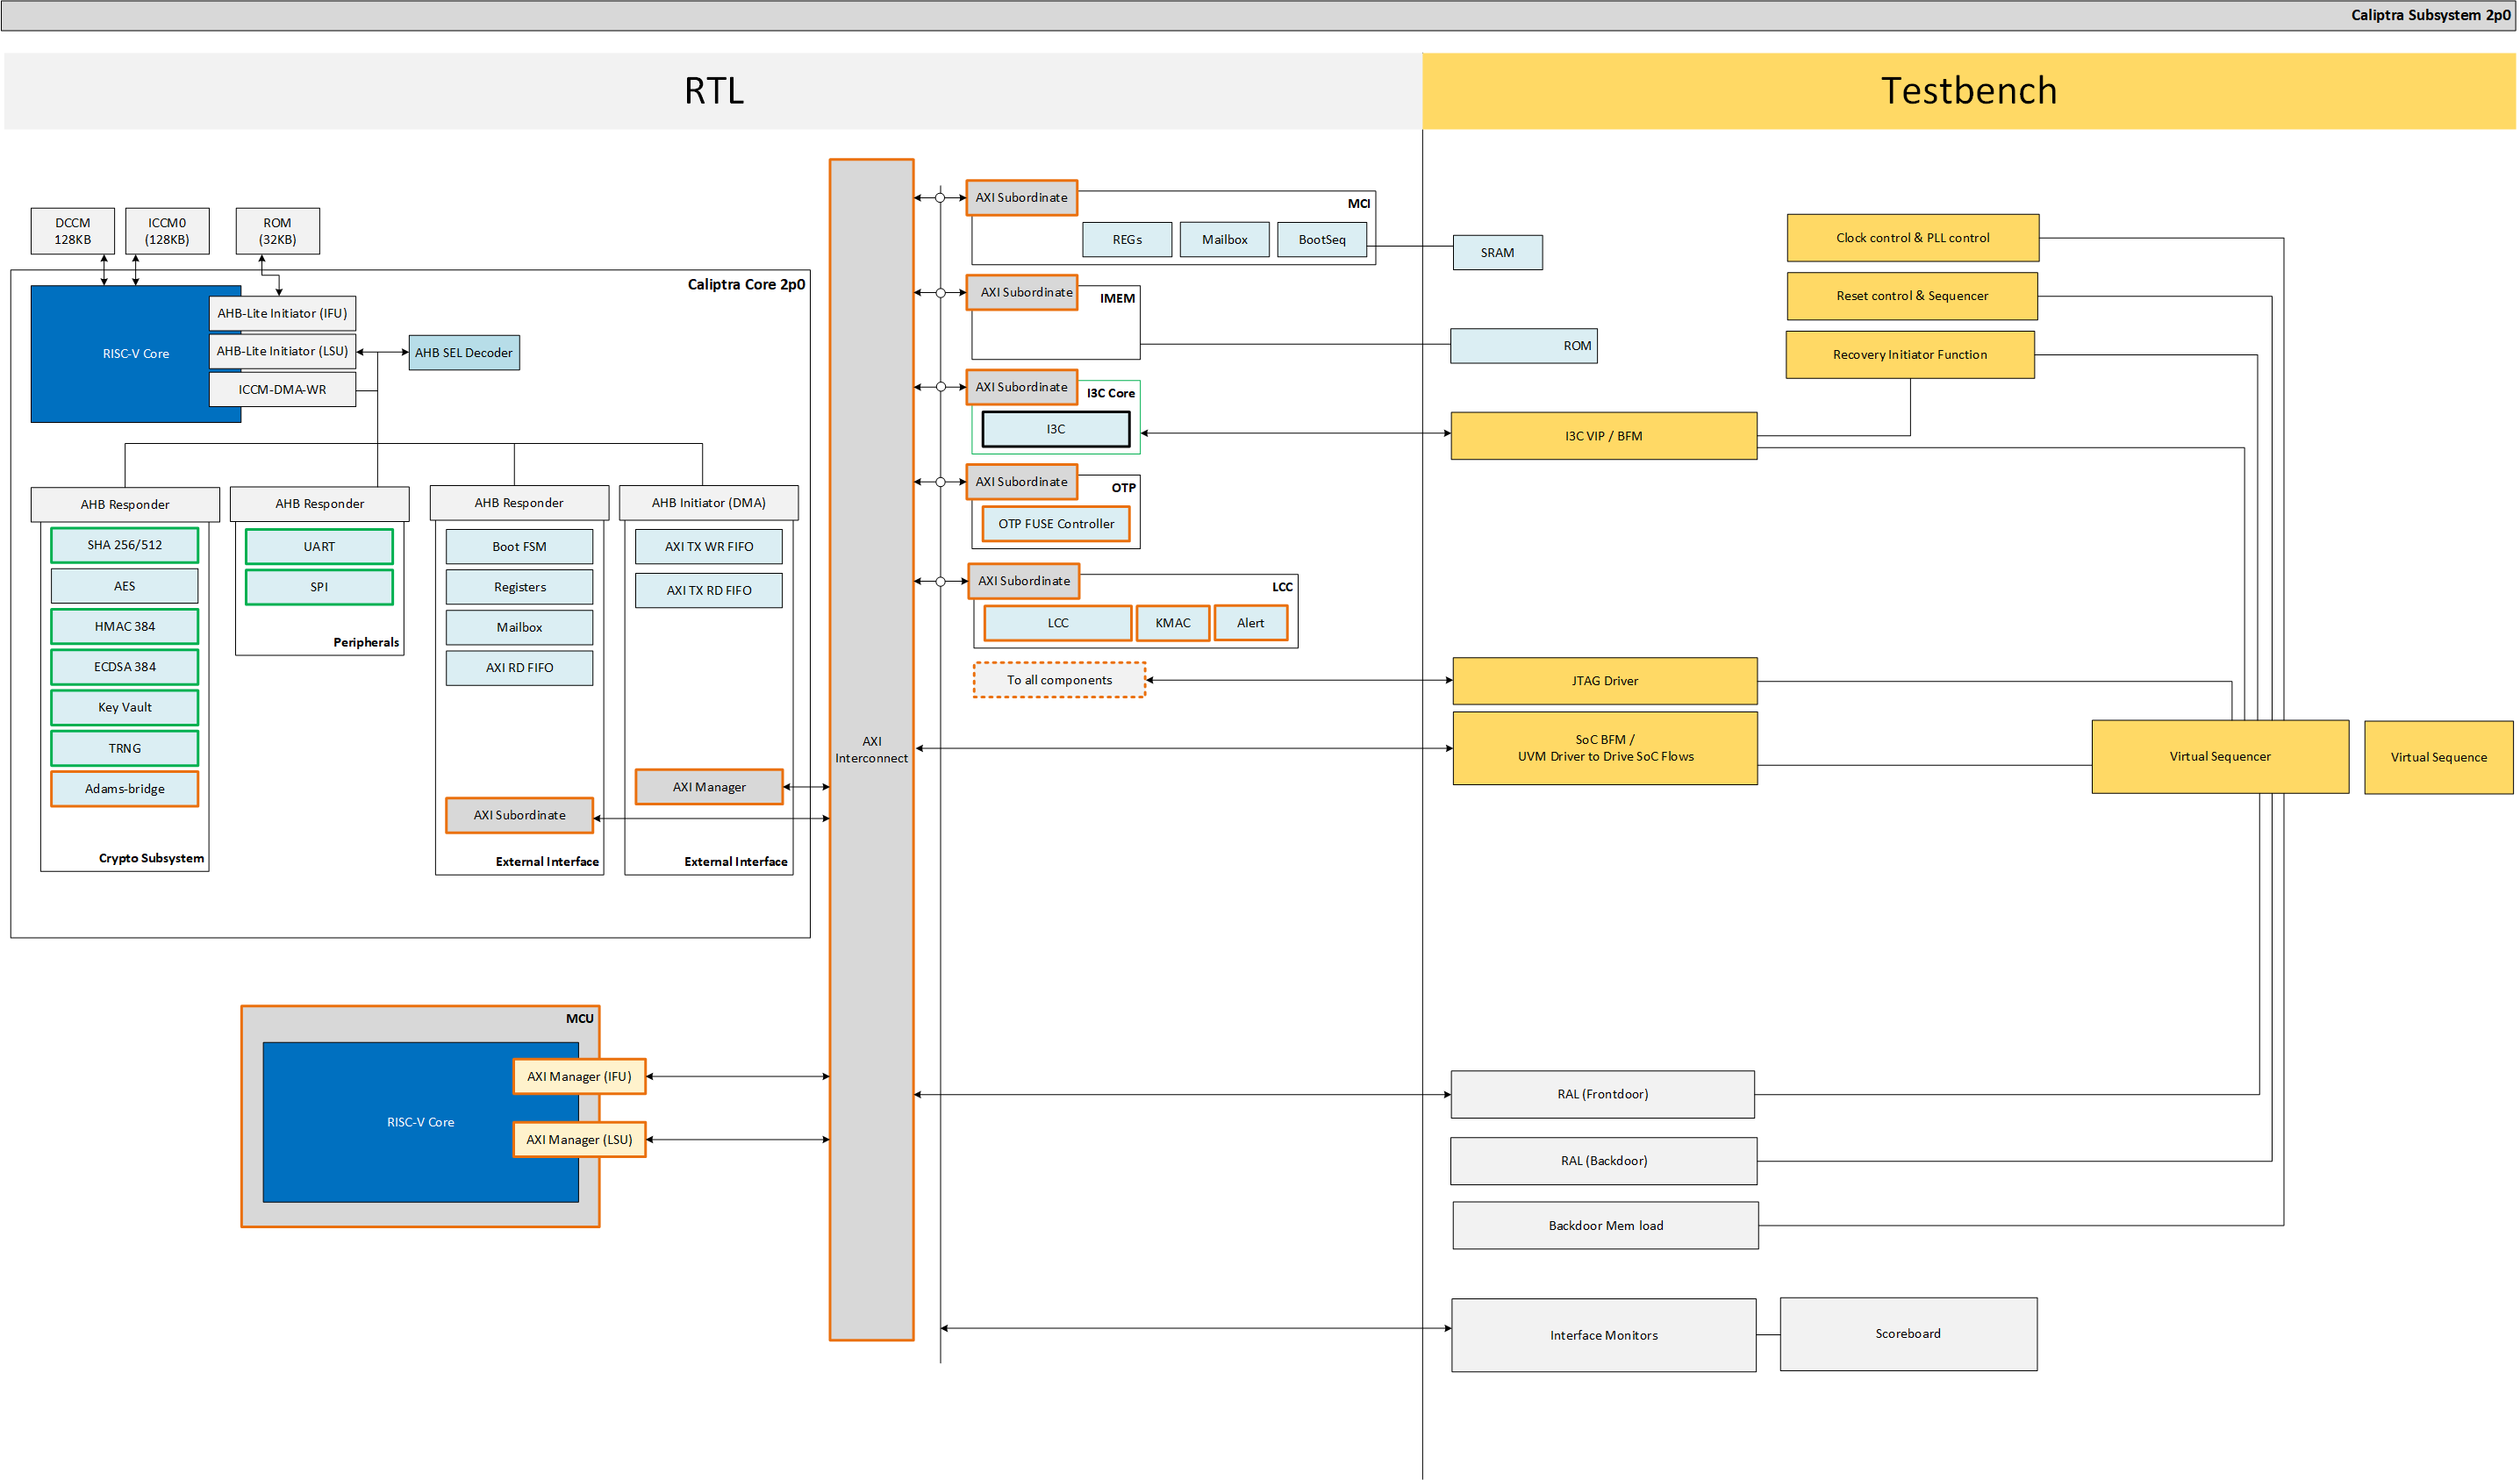 Caliptra Subsystem 2p0
RTL
Testbench
DCCM
128KB
ICCM0
(128KB)
ROM
(32KB)
Caliptra Core 2p0
RISC-V Core
AHB-Lite Initiator (IFU)
AHB-Lite Initiator (LSU)
ICCM-DMA-WR
AHB SEL Decoder
AHB Responder
SHA 256/512
AES
HMAC 384
ECDSA 384
Key Vault
TRNG
Adams-bridge
Crypto Subsystem
AHB Responder
UART
SPI
Peripherals
AHB Responder
Boot FSM
Registers
Mailbox
AXI RD FIFO
AXI Subordinate
External Interface
AHB Initiator (DMA)
AXI TX WR FIFO
AXI TX RD FIFO
AXI Manager
External Interface
MCU
RISC-V Core
AXI Manager (IFU)
AXI Manager (LSU)
AXI
Interconnect
AXI Subordinate
MCI
REGs
Mailbox
BootSeq
AXI Subordinate
IMEM
AXI Subordinate
I3C Core
I3C
AXI Subordinate
OTP
OTP FUSE Controller
AXI Subordinate
LCC
LCC
KMAC
Alert
To all components
SRAM
ROM
Clock control & PLL control
Reset control & Sequencer
Recovery Initiator Function
I3C VIP / BFM
JTAG Driver
SoC BFM /
UVM Driver to Drive SoC Flows
Virtual Sequencer
Virtual Sequence
RAL (Frontdoor)
RAL (Backdoor)
Backdoor Mem load
Interface Monitors
Scoreboard